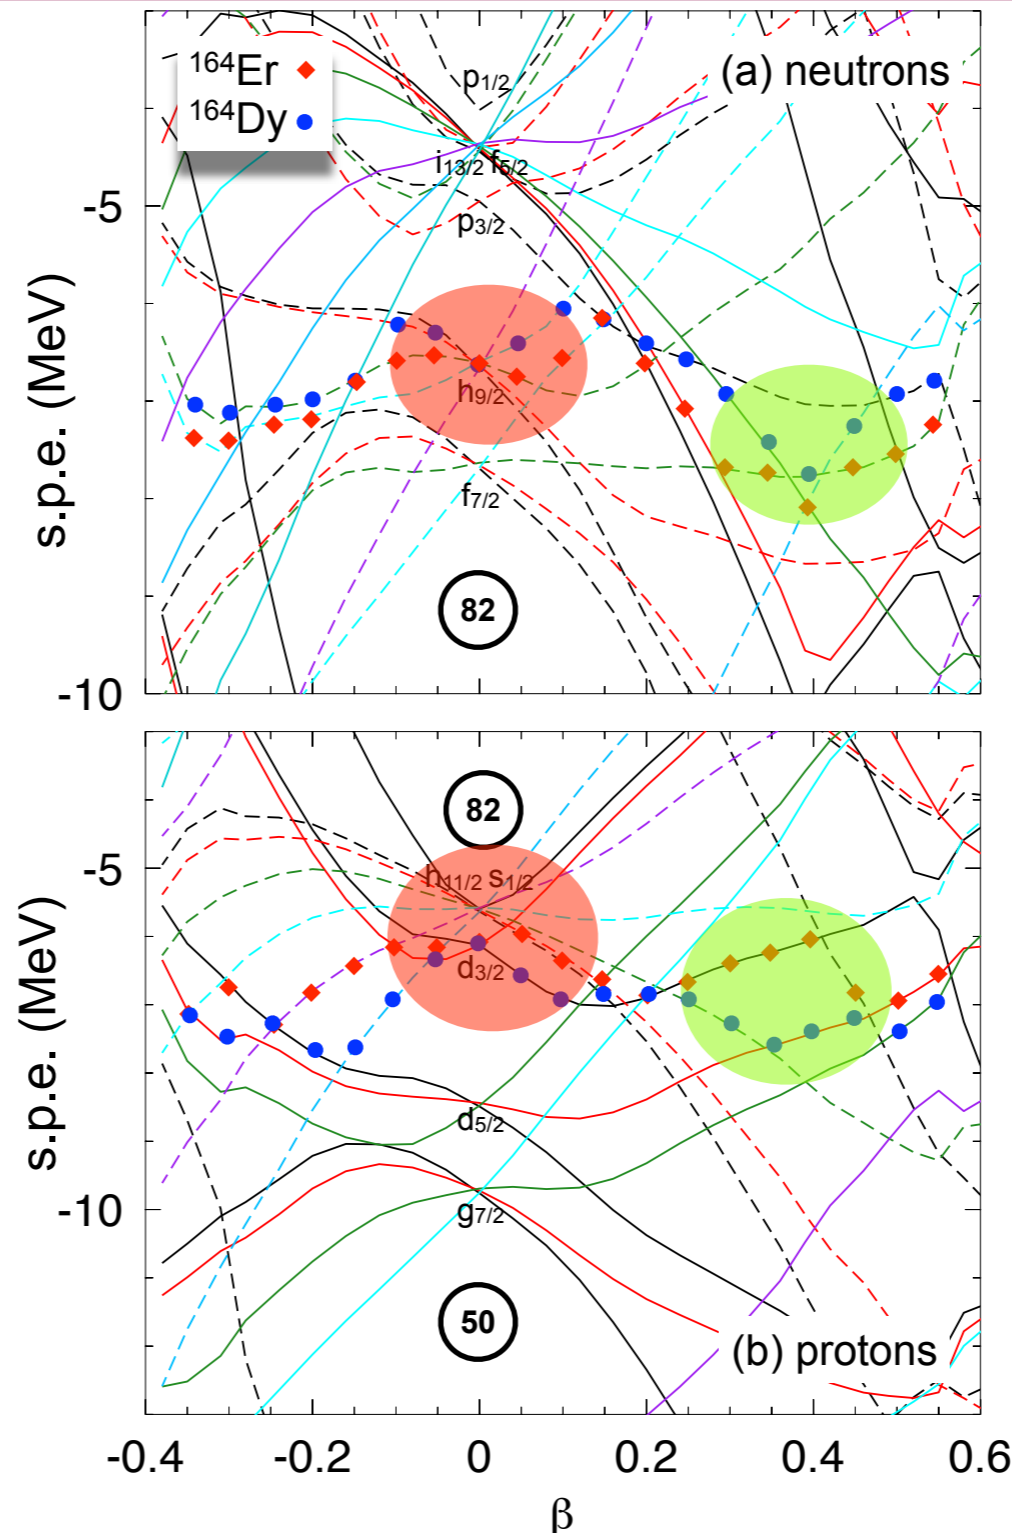 ¹⁶⁴Er
¹⁶⁴Dy
(a) neutrons
p1/2
i13/2 f5/2
p3/2
h9/2
f7/2
82
-5
-10
s.p.e. (MeV)
82
h11/2 s1/2
d3/2
d5/2
g7/2
50
(b) protons
-5
-10
s.p.e. (MeV)
-0.4 -0.2 0 0.2 0.4 0.6
β